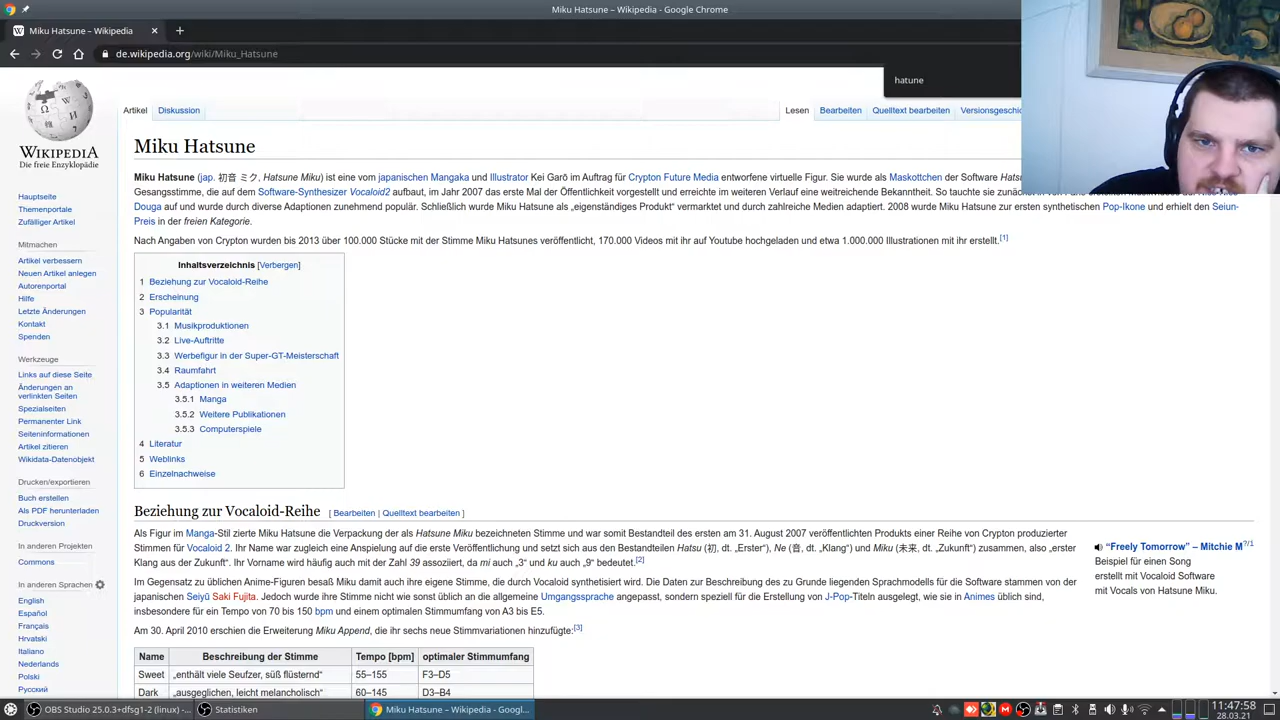 Miku Hatsune – Wikipedia - Google Chrome
Miku Hatsune – Wikipedia
de.wikipedia.org/wiki/Miku_Hatsune
hatune
WIKIPEDIA
Die freie Enzyklopädie
Artikel Diskussion
Lesen Bearbeiten Quelltext bearbeiten
Miku Hatsune
Miku Hatsune (jap. 初音 ミク, Hatsune Miku) ist eine vom japanischen Mangaka und Illustrator Kei Garō im Auftrag für Crypton Future Media entworfene virtuelle Figur. Sie wurde als Maskottchen der Software
Gesangsstimme, die auf dem Software-Synthesizer Vocaloid2 aufbaut, im Jahr 2007 das erste Mal der Öffentlichkeit vorgestellt und erreichte im weiteren Verlauf eine weitreichende Bekanntheit. So tauchte sie
Douga auf und wurde durch diverse Adaptionen zunehmend populär. Schließlich wurde Miku Hatsune als „eigenständiges Produkt“ vermarktet und durch zahlreiche Medien adaptiert. 2008 wurde Miku Hatsune zur ersten synthetischen Pop-Ikone und erhielt den Seiun-
Preis in der freien Kategorie.
Nach Angaben von Crypton wurden bis 2013 über 100.000 Stücke mit der Stimme Miku Hatsunes veröffentlicht, 170.000 Videos mit ihr auf Youtube hochgeladen und etwa 1.000.000 Illustrationen mit ihr erstellt.[1]
Inhaltsverzeichnis [Verbergen]
1 Beziehung zur Vocaloid-Reihe
2 Erscheinung
3 Popularität
3.1 Musikproduktionen
3.2 Live-Auftritte
3.3 Werbefigur in der Super-GT-Meisterschaft
3.4 Raumfahrt
3.5 Adaptionen in weiteren Medien
3.5.1 Manga
3.5.2 Weitere Publikationen
3.5.3 Computerspiele
4 Literatur
5 Weblinks
6 Einzelnachweise
Beziehung zur Vocaloid-Reihe [ Bearbeiten | Quelltext bearbeiten ]
Als Figur im Manga-Stil zierte Miku Hatsune die Verpackung der als Hatsune Miku bezeichneten Stimme und war somit Bestandteil des ersten am 31. August 2007 veröffentlichten Produkts einer Reihe von Crypton produzierter
Stimmen für Vocaloid 2. Ihr Name war zugleich eine Anspielung auf die erste Veröffentlichung und setzt sich aus den Bestandteilen Hatsu (初, dt. „Erster“), Ne (音, dt. „Klang“) und Miku (未来, dt. „Zukunft“) zusammen, also „erster
Klang aus der Zukunft“. Ihr Vorname wird häufig auch mit der Zahl 39 assoziiert, da mi auch „3“ und ku auch „9“ bedeutet.[2]
Im Gegensatz zu üblichen Anime-Figuren besaß Miku damit auch ihre eigene Stimme, die durch Vocaloid synthetisiert wird. Die Daten zur Beschreibung des zu Grunde liegenden Sprachmodells für die Software stammen von der
japanischen Seiyū Saki Fujita. Jedoch wurde ihre Stimme nicht wie sonst üblich an die allgemeine Umgangssprache angepasst, sondern speziell für die Erstellung von J-Pop-Titeln ausgelegt, wie sie in Animes üblich sind,
insbesondere für ein Tempo von 70 bis 150 bpm und einem optimalen Stimmumfang von A3 bis E5.
Am 30. April 2010 erschien die Erweiterung Miku Append, die ihr sechs neue Stimmvariationen hinzufügte:[3]
Name Beschreibung der Stimme Tempo [bpm] optimaler Stimmumfang
Sweet „enthält viele Seufzer, süß flüsternd“ 55–155 F3–D5
Dark „ausgeglichen, leicht melancholisch“ 60–145 D3–B4
“Freely Tomorrow” – Mitchie M?/i
Beispiel für einen Song
erstellt mit Vocaloid Software
mit Vocals von Hatsune Miku.
Hauptseite
Themenportale
Zufälliger Artikel
Mitmachen
Artikel verbessern
Neuen Artikel anlegen
Autorenportal
Hilfe
Letzte Änderungen
Kontakt
Spenden
Werkzeuge
Links auf diese Seite
Änderungen an
verlinkten Seiten
Spezialseiten
Permanenter Link
Seiteninformationen
Artikel zitieren
Wikidata-Datenobjekt
Drucken/exportieren
Buch erstellen
Als PDF herunterladen
Druckversion
In anderen Projekten
Commons
In anderen Sprachen
English
Español
Français
Hrvatski
Italiano
Nederlands
Polski
Русский
OBS Studio 25.0.3+dfsg1-2 (linux) -... Statistiken Miku Hatsune – Wikipedia - Googl...
11:47:58
28.03.21